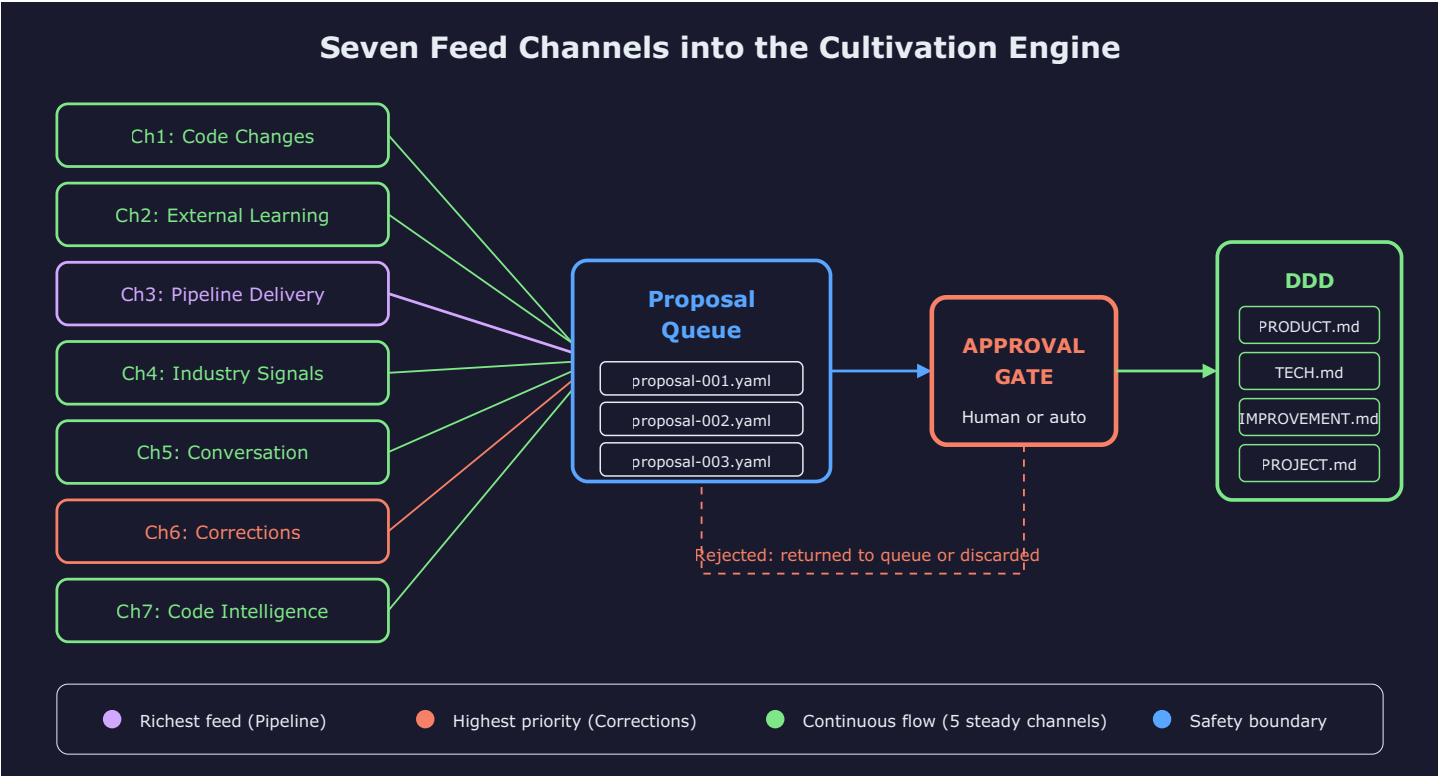 Seven Feed Channels into the Cultivation Engine
Ch1: Code Changes
Ch2: External Learning
Ch3: Pipeline Delivery
Ch4: Industry Signals
Ch5: Conversation
Ch6: Corrections
Ch7: Code Intelligence
Proposal
Queue
proposal-001.yaml
proposal-002.yaml
proposal-003.yaml
APPROVAL
GATE
Human or auto
Rejected: returned to queue or discarded
DDD
PRODUCT.md
TECH.md
IMPROVEMENT.md
PROJECT.md
Richest feed (Pipeline)
Highest priority (Corrections)
Continuous flow (5 steady channels)
Safety boundary